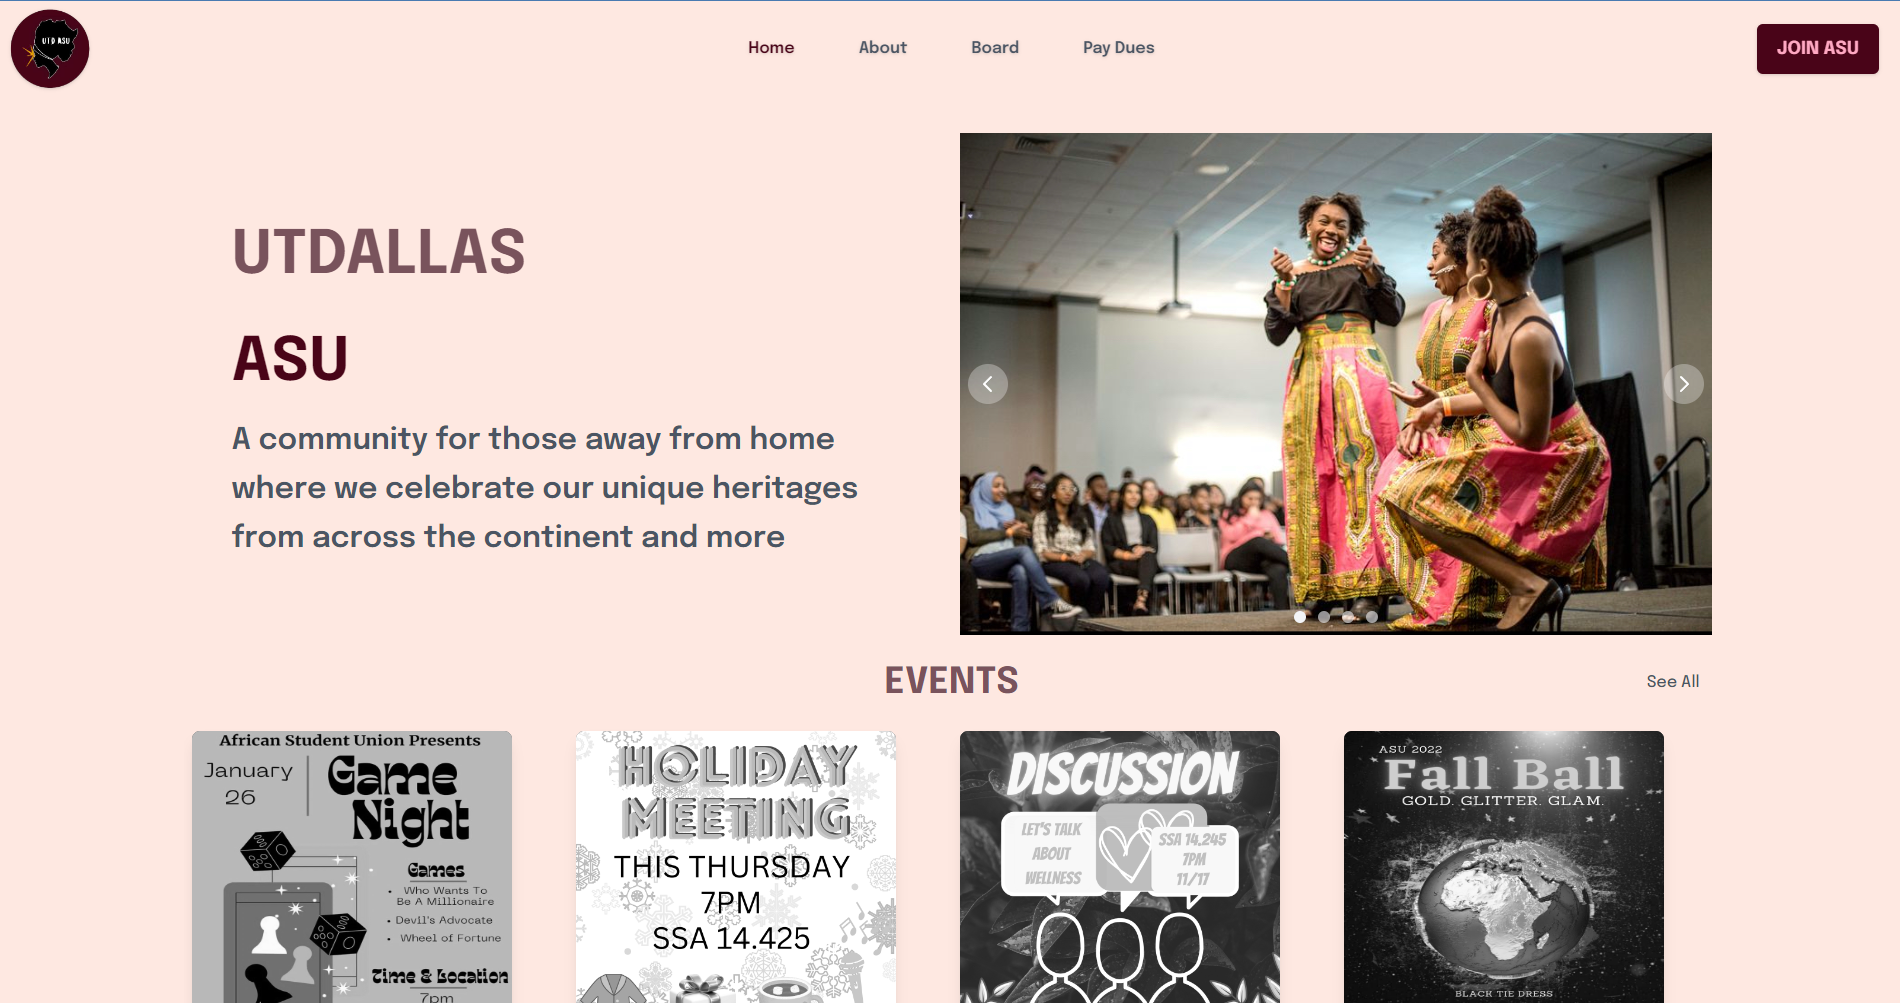 UTD ASU
Home
About
Board
Pay Dues
JOIN ASU
UTDALLAS
ASU
A community for those away from home
where we celebrate our unique heritages
from across the continent and more
EVENTS
See All
African Student Union Presents
January
26
Game
Night
Games
• Who Wants To
Be A Millionaire
• Devil's Advocate
• Wheel of Fortune
Time & Location
7pm
HOLIDAY
MEETING
THIS THURSDAY
7PM
SSA 14.425
DISCUSSION
LET'S TALK
ABOUT
WELLNESS
SSA 14.245
7PM
11/17
ASU 2022
Fall Ball
GOLD. GLITTER. GLAM.
BLACK TIE DRESS